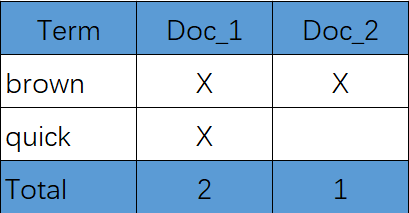 Term Doc_1 Doc_2
brown X X
quick X
Total 2 1